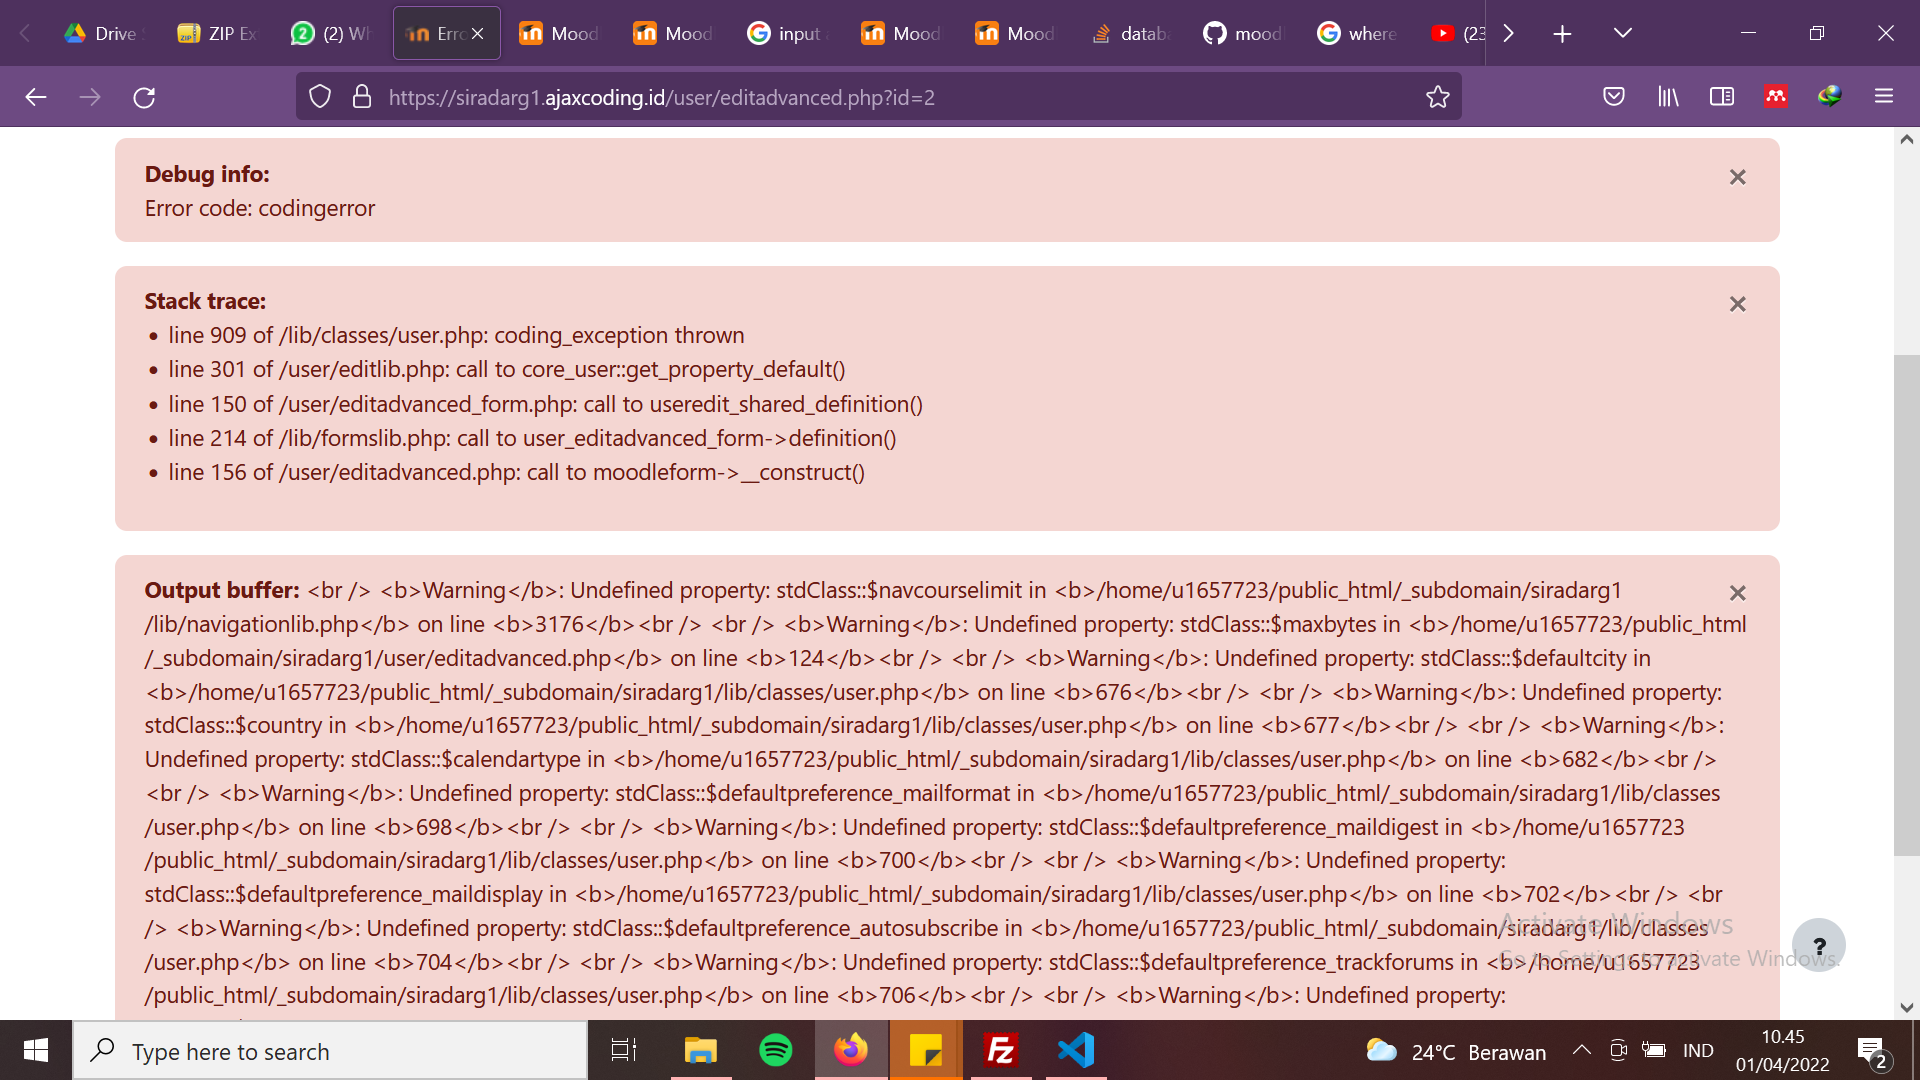 Drive
ZIP Ex
(2) Wh
Erro
Mood
Mood
input
Mood
Mood
databa
mood
where
(23
https://siradarg1.ajaxcoding.id/user/editadvanced.php?id=2
Debug info:
Error code: codingerror
Stack trace:
• line 909 of /lib/classes/user.php: coding_exception thrown
• line 301 of /user/editlib.php: call to core_user::get_property_default()
• line 150 of /user/editadvanced_form.php: call to useredit_shared_definition()
• line 214 of /lib/formslib.php: call to user_editadvanced_form->definition()
• line 156 of /user/editadvanced.php: call to moodleform->__construct()
Output buffer: <br /> <b>Warning</b>: Undefined property: stdClass::$navcourselimit in <b>/home/u1657723/public_html/_subdomain/siradarg1
/lib/navigationlib.php</b> on line <b>3176</b><br /> <br /> <b>Warning</b>: Undefined property: stdClass::$maxbytes in <b>/home/u1657723/public_html
/_subdomain/siradarg1/user/editadvanced.php</b> on line <b>124</b><br /> <br /> <b>Warning</b>: Undefined property: stdClass::$defaultcity in
<b>/home/u1657723/public_html/_subdomain/siradarg1/lib/classes/user.php</b> on line <b>676</b><br /> <br /> <b>Warning</b>: Undefined property:
stdClass::$country in <b>/home/u1657723/public_html/_subdomain/siradarg1/lib/classes/user.php</b> on line <b>677</b><br /> <br /> <b>Warning</b>:
Undefined property: stdClass::$calendartype in <b>/home/u1657723/public_html/_subdomain/siradarg1/lib/classes/user.php</b> on line <b>682</b><br />
<br /> <b>Warning</b>: Undefined property: stdClass::$defaultpreference_mailformat in <b>/home/u1657723/public_html/_subdomain/siradarg1/lib/classes
/user.php</b> on line <b>698</b><br /> <br /> <b>Warning</b>: Undefined property: stdClass::$defaultpreference_maildigest in <b>/home/u1657723
/public_html/_subdomain/siradarg1/lib/classes/user.php</b> on line <b>700</b><br /> <br /> <b>Warning</b>: Undefined property:
stdClass::$defaultpreference_maildisplay in <b>/home/u1657723/public_html/_subdomain/siradarg1/lib/classes/user.php</b> on line <b>702</b><br /> <br
/> <b>Warning</b>: Undefined property: stdClass::$defaultpreference_autosubscribe in <b>/home/u1657723/public_html/_subdomain/siradarg1/lib/classes
/user.php</b> on line <b>704</b><br /> <br /> <b>Warning</b>: Undefined property: stdClass::$defaultpreference_trackforums in <b>/home/u1657723
/public_html/_subdomain/siradarg1/lib/classes/user.php</b> on line <b>706</b><br /> <br /> <b>Warning</b>: Undefined property:
Activate Windows
Go to Settings to activate Windows.
?
Type here to search
24°C Berawan
IND
10.45
01/04/2022
2